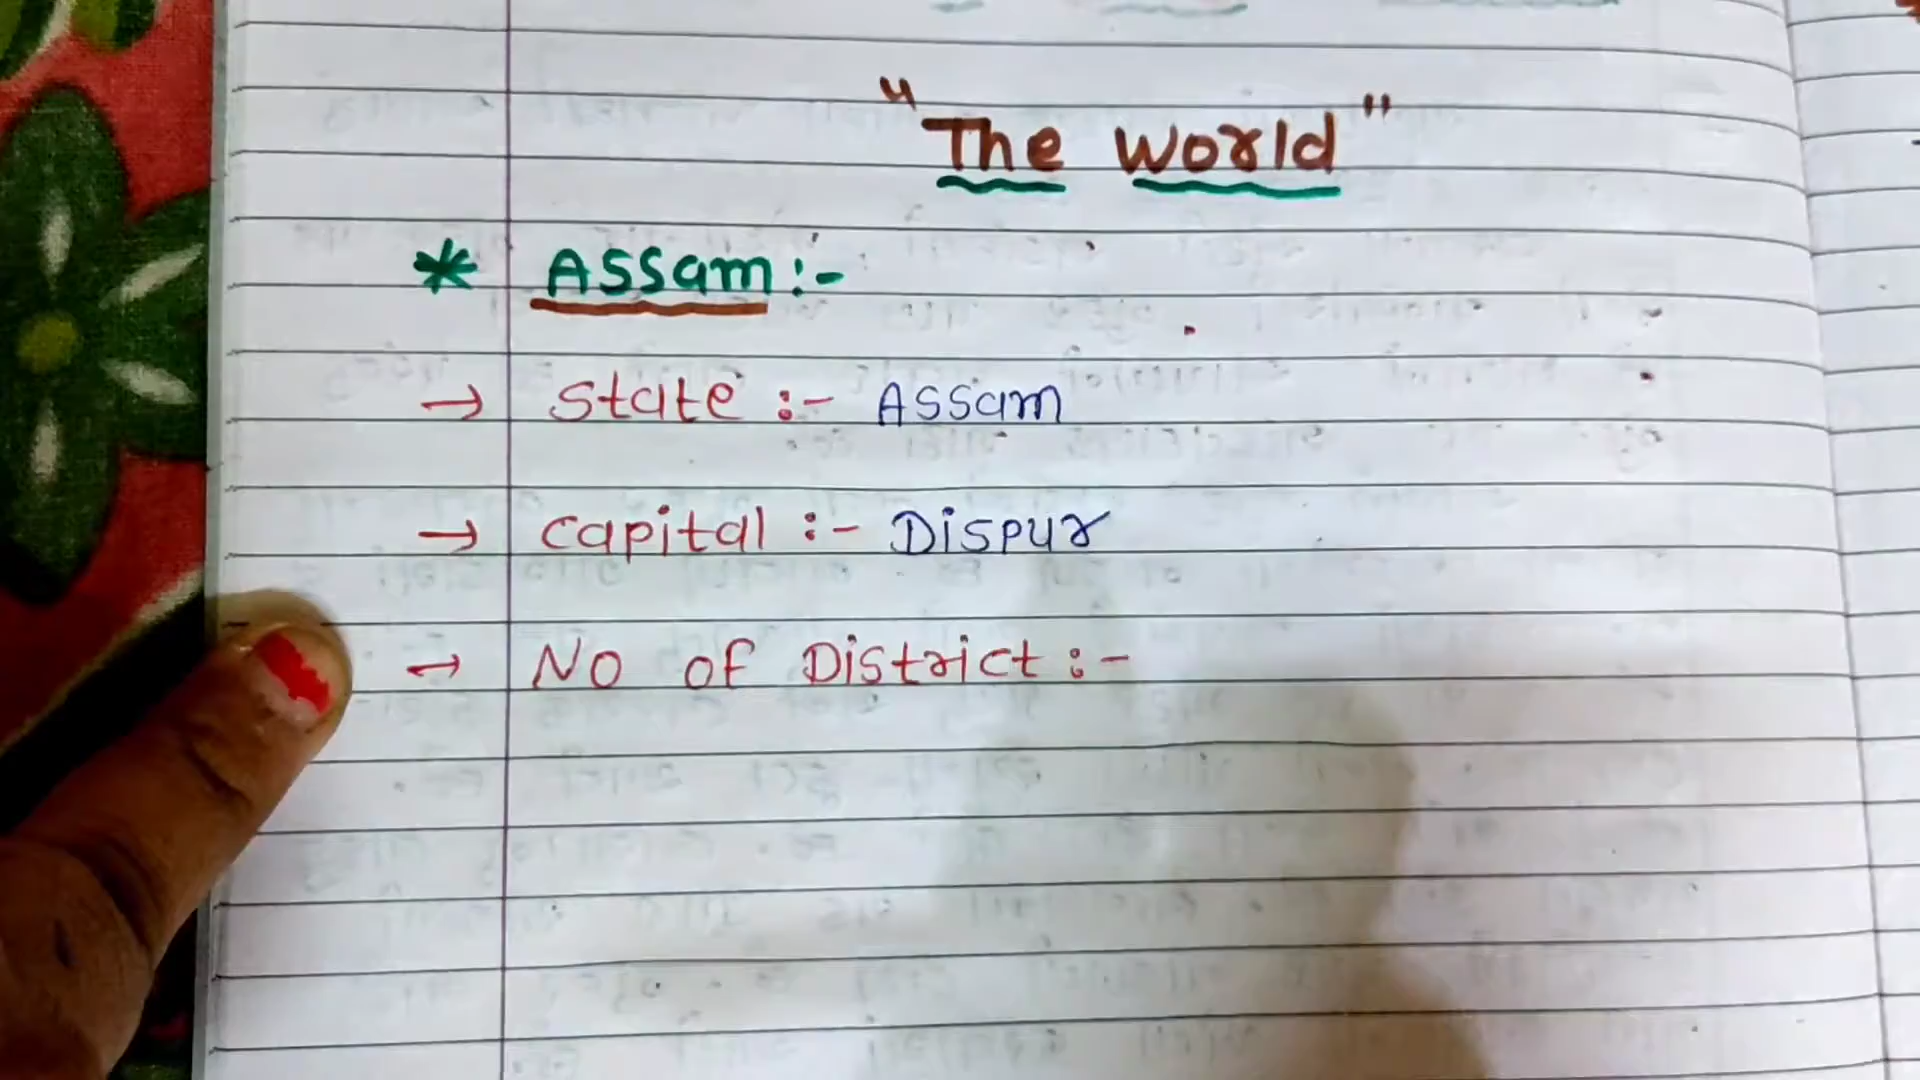 "The World"
* Assam :-
→ State :- Assam
→ Capital :- Dispur
→ No of District :-